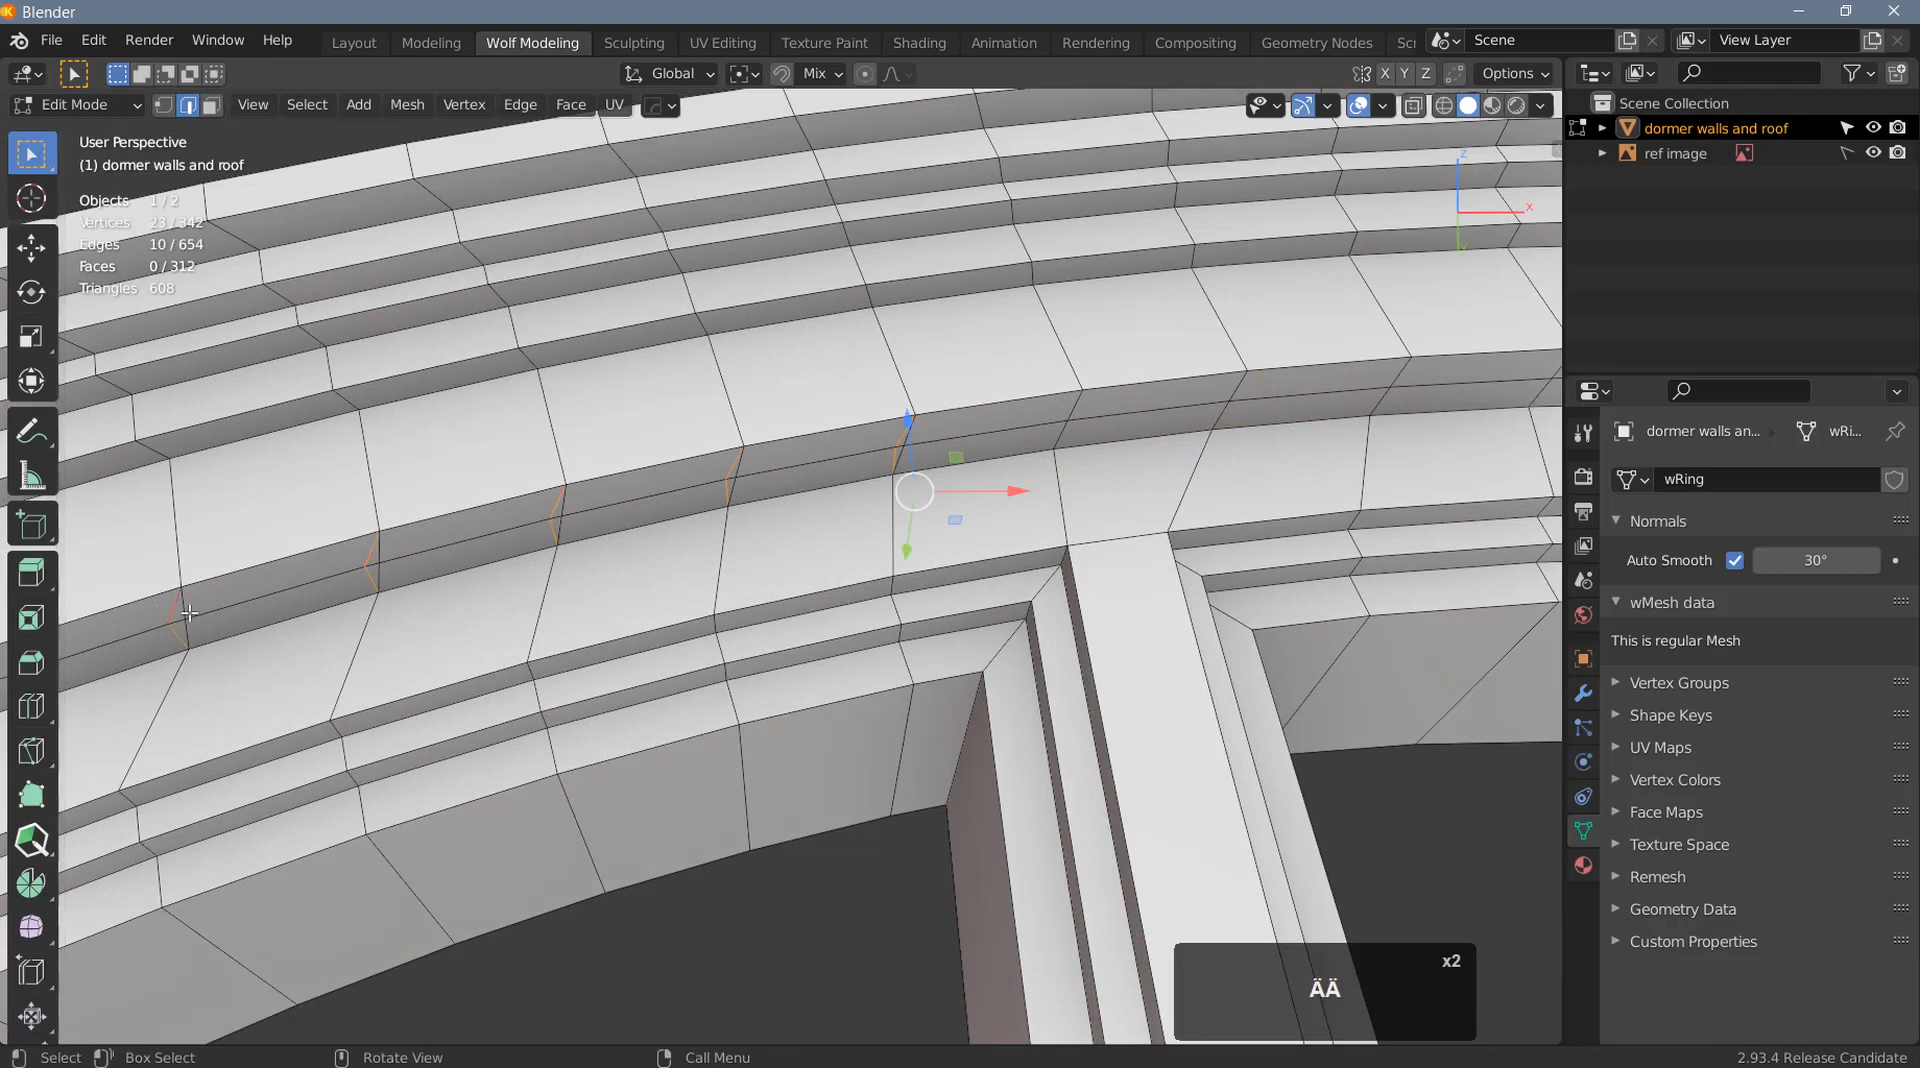 Blender
File Edit Render Window Help Layout Modeling Wolf Modeling Sculpting UV Editing Texture Paint Shading Animation Rendering Compositing Geometry Nodes Sc Scene View Layer
Global Mix X Y Z Options
Edit Mode View Select Add Mesh Vertex Edge Face UV
Scene Collection
dormer walls and roof
ref image
User Perspective
(1) dormer walls and roof
Objects 1 / 2
Vertices 23 / 342
Edges 10 / 654
Faces 0 / 312
Triangles 608
z
x
y
dormer walls an... wRi...
wRing
Normals
Auto Smooth 30°
wMesh data
This is regular Mesh
Vertex Groups
Shape Keys
UV Maps
Vertex Colors
Face Maps
Texture Space
Remesh
Geometry Data
Custom Properties
x2
ÄÄ
Select Box Select Rotate View Call Menu 2.93.4 Release Candidate